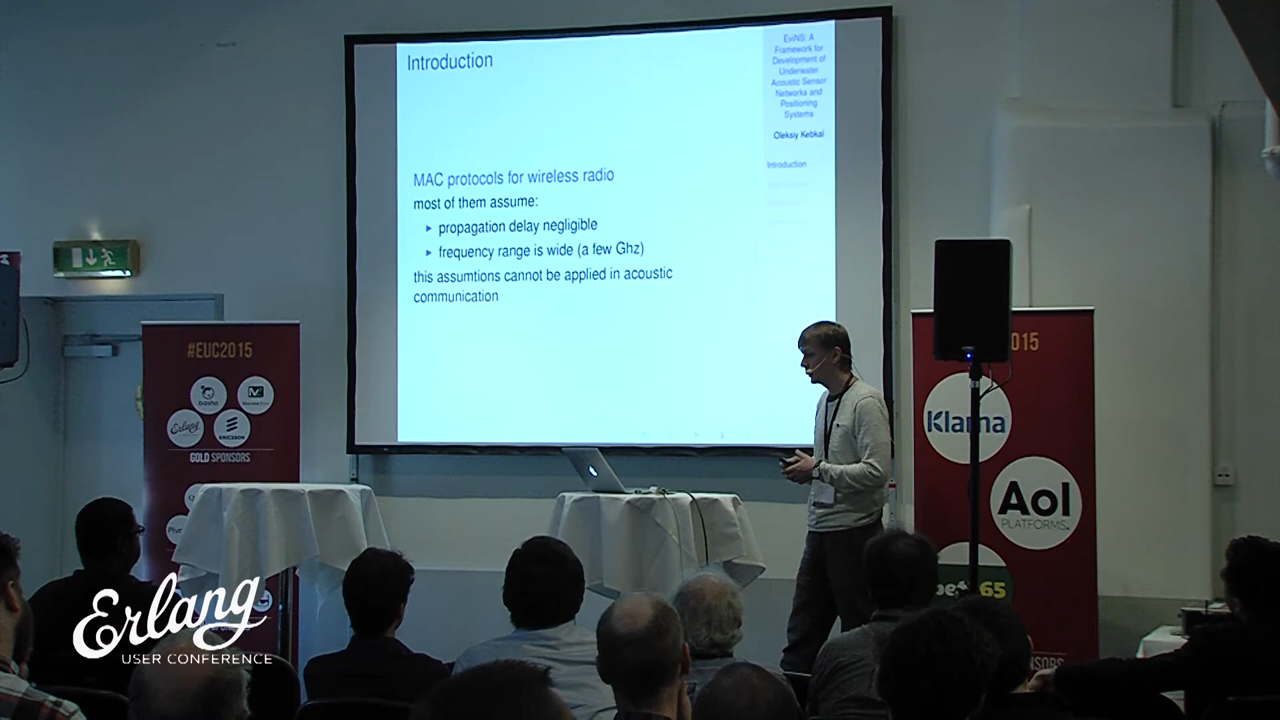 Introduction
EviNS: A
Framework for
Development of
Underwater
Acoustic Sensor
Networks and
Positioning
Systems
Oleksiy Kebkal
Introduction
MAC protocols for wireless radio
most of them assume:
propagation delay negligible
frequency range is wide (a few Ghz)
this assumtions cannot be applied in acoustic
communication
#EUC2015
basho
Erlang
ERICSSON
GOLD SPONSORS
015
Klarna
Aol
PLATFORMS
65
Erlang
USER CONFERENCE